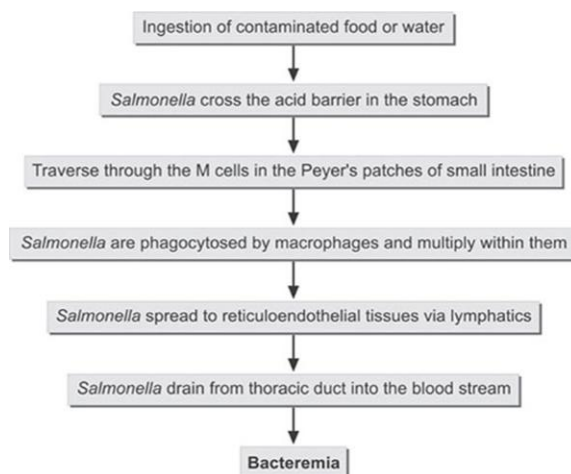 Ingestion of contaminated food or water
Salmonella cross the acid barrier in the stomach
Traverse through the M cells in the Peyer's patches of small intestine
Salmonella are phagocytosed by macrophages and multiply within them
Salmonella spread to reticuloendothelial tissues via lymphatics
Salmonella drain from thoracic duct into the blood stream
Bacteremia